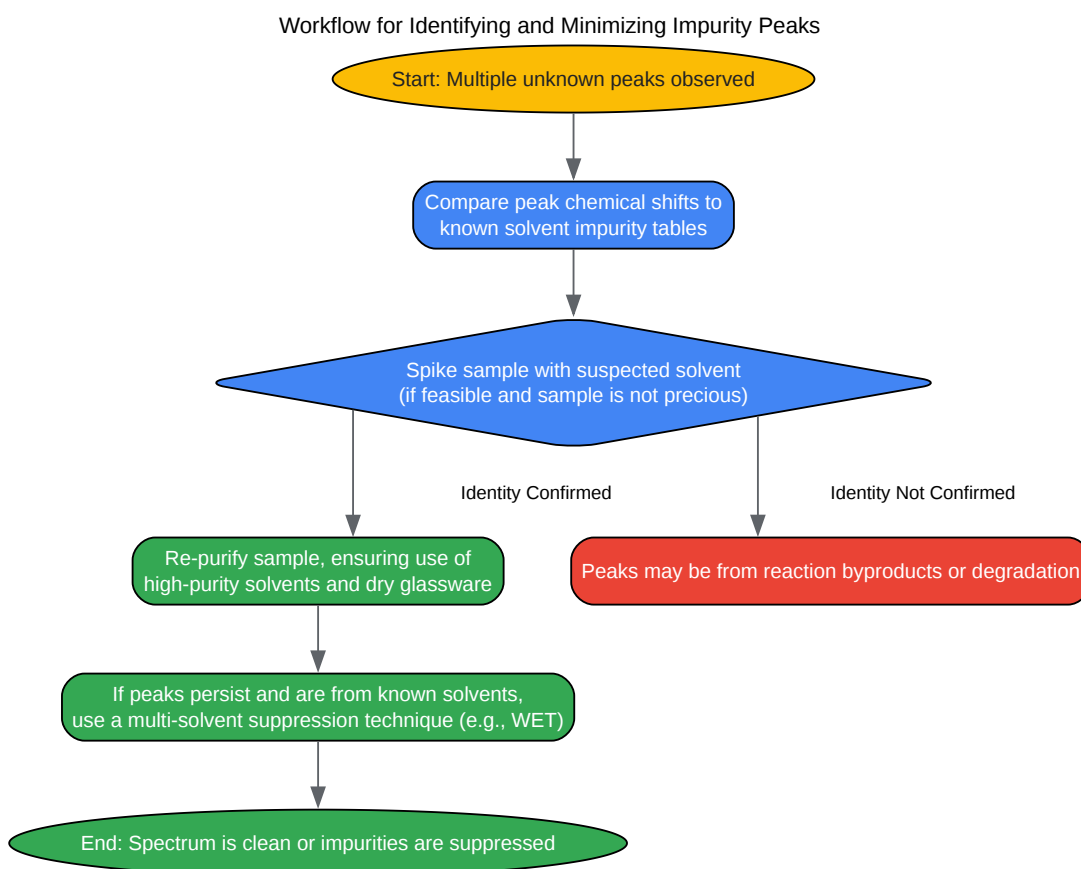 Workflow for Identifying and Minimizing Impurity Peaks
Start: Multiple unknown peaks observed
Compare peak chemical shifts to
known solvent impurity tables
Spike sample with suspected solvent
(if feasible and sample is not precious)
Identity Confirmed
Identity Not Confirmed
Re-purify sample, ensuring use of
high-purity solvents and dry glassware
Peaks may be from reaction byproducts or degradation
If peaks persist and are from known solvents,
use a multi-solvent suppression technique (e.g., WET)
End: Spectrum is clean or impurities are suppressed